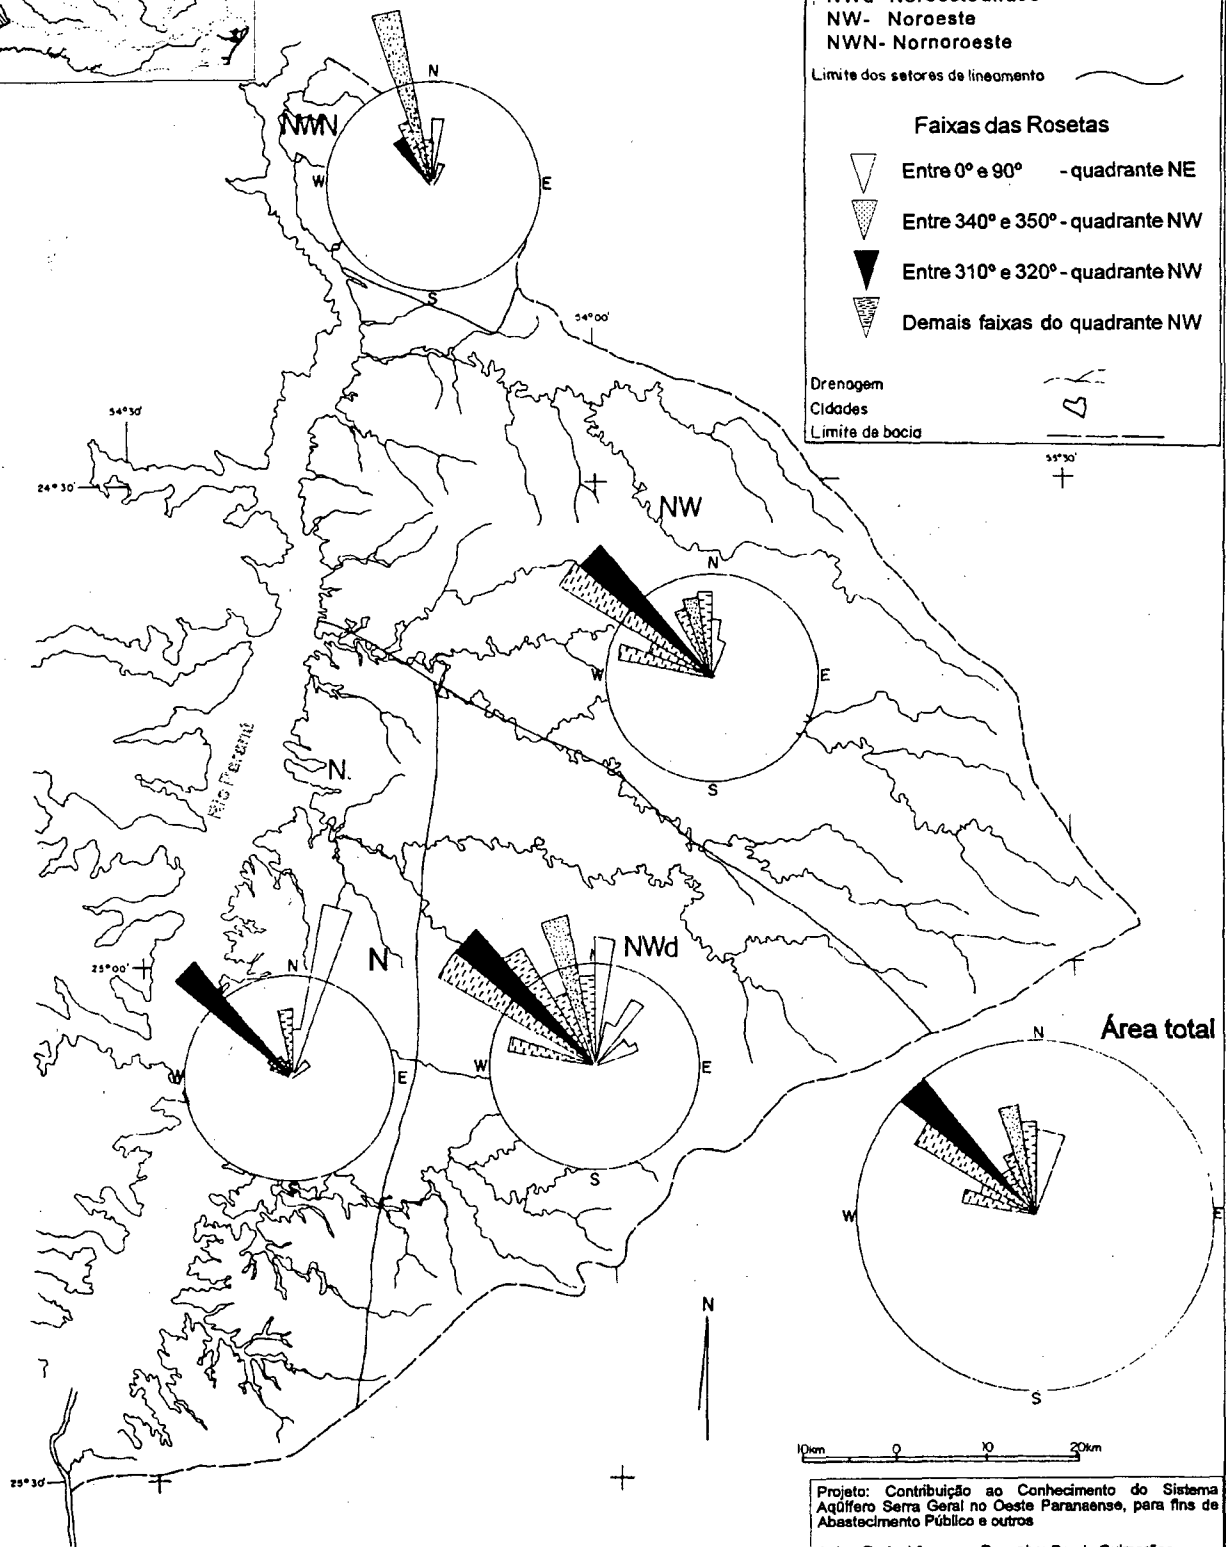 NW- Noroeste
NWN- Nornoroeste
Limite dos setores de lineamento
Faixas das Rosetas
Entre 0° e 90° - quadrante NE
Entre 340° e 350° - quadrante NW
Entre 310° e 320° - quadrante NW
Demais faixas do quadrante NW
Drenagem
Cidades
Limite de bacia
N
NWN
W
E
S
54°00'
54°30'
53°30'
24°30'
NW
N
W
E
S
N.
Rio Paraná
25°00'
N
N
W
E
S
NWd
N
W
E
S
Área total
N
W
E
S
N
10km 0 10 20km
25°30'
Projeto: Contribuição ao Conhecimento do Sistema
Aqüífero Serra Geral no Oeste Paranaense, para fins de
Abastecimento Público e outros